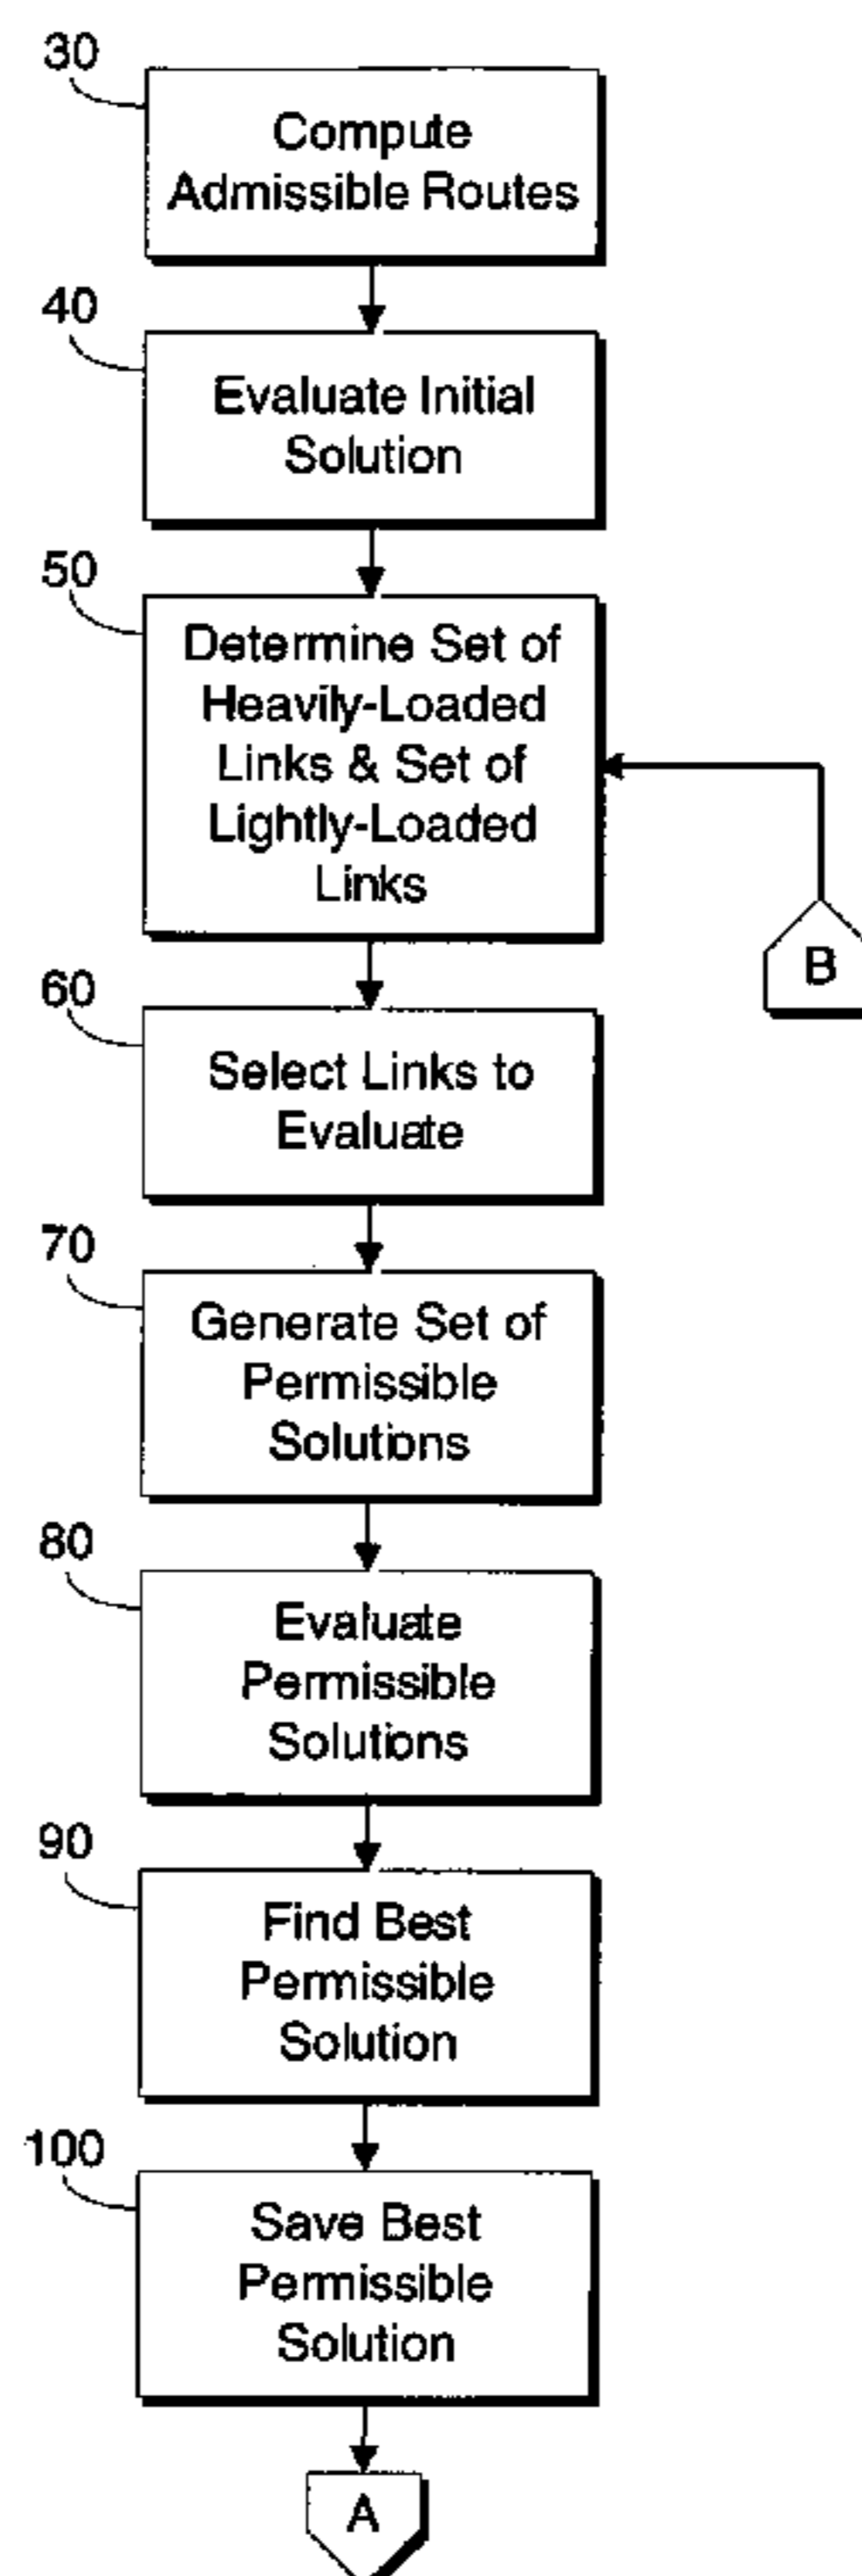 30
Compute
Admissible Routes
40
Evaluate Initial
Solution
50
Determine Set of
Heavily-Loaded
Links & Set of
Lightly-Loaded
Links
B
60
Select Links to
Evaluate
70
Generate Set of
Permissible
Solutions
80
Evaluate
Permissible
Solutions
90
Find Best
Permissible
Solution
100
Save Best
Permissible
Solution
A